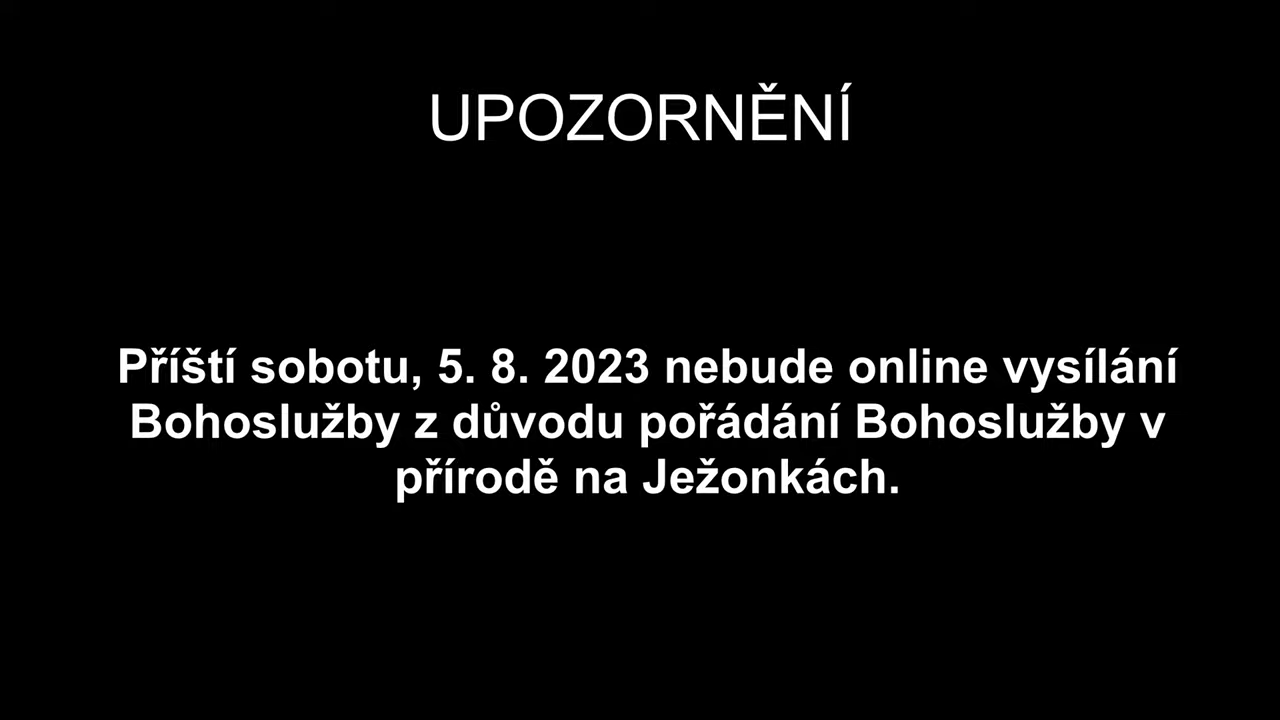 UPOZORNĚNÍ
Příští sobotu, 5. 8. 2023 nebude online vysílání
Bohoslužby z důvodu pořádání Bohoslužby v
přírodě na Ježonkách.